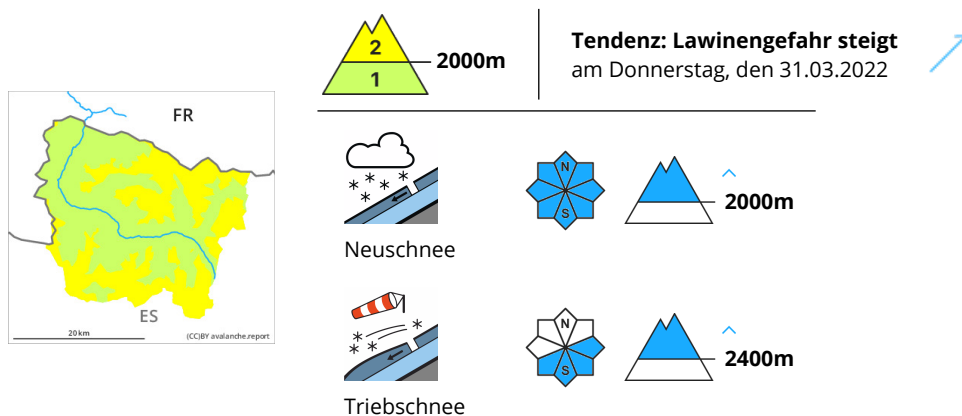 2
1
2000m
Tendenz: Lawinengefahr steigt
am Donnerstag, den 31.03.2022
FR
ES
20 km
(CC)BY avalanche.report
N
S
2000m
Neuschnee
N
S
2400m
Triebschnee